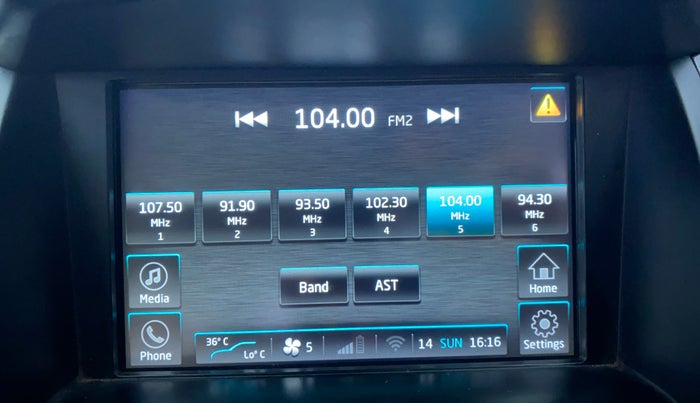 104.00 FM2
107.50 MHz 1
91.90 MHz 2
93.50 MHz 3
102.30 MHz 4
104.00 MHz 5
94.30 MHz 6
Media
Band
AST
Home
Phone
36° C
Lo° C
5
14 SUN 16:16
Settings